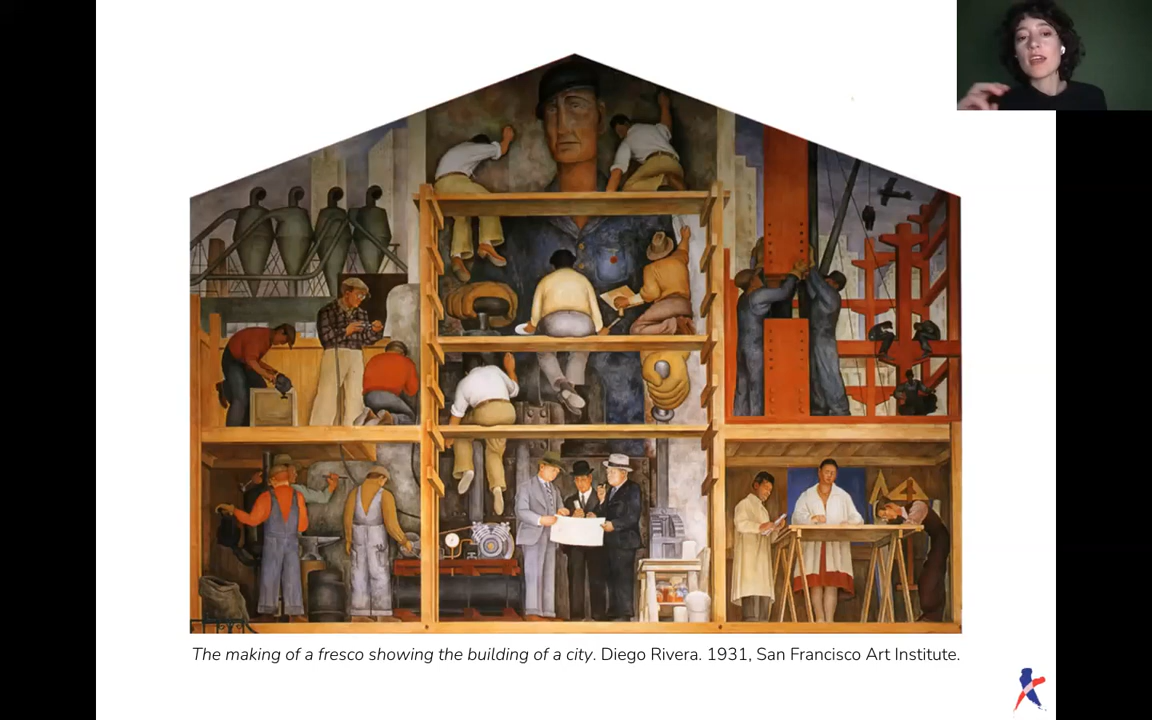 The making of a fresco showing the building of a city. Diego Rivera. 1931, San Francisco Art Institute.